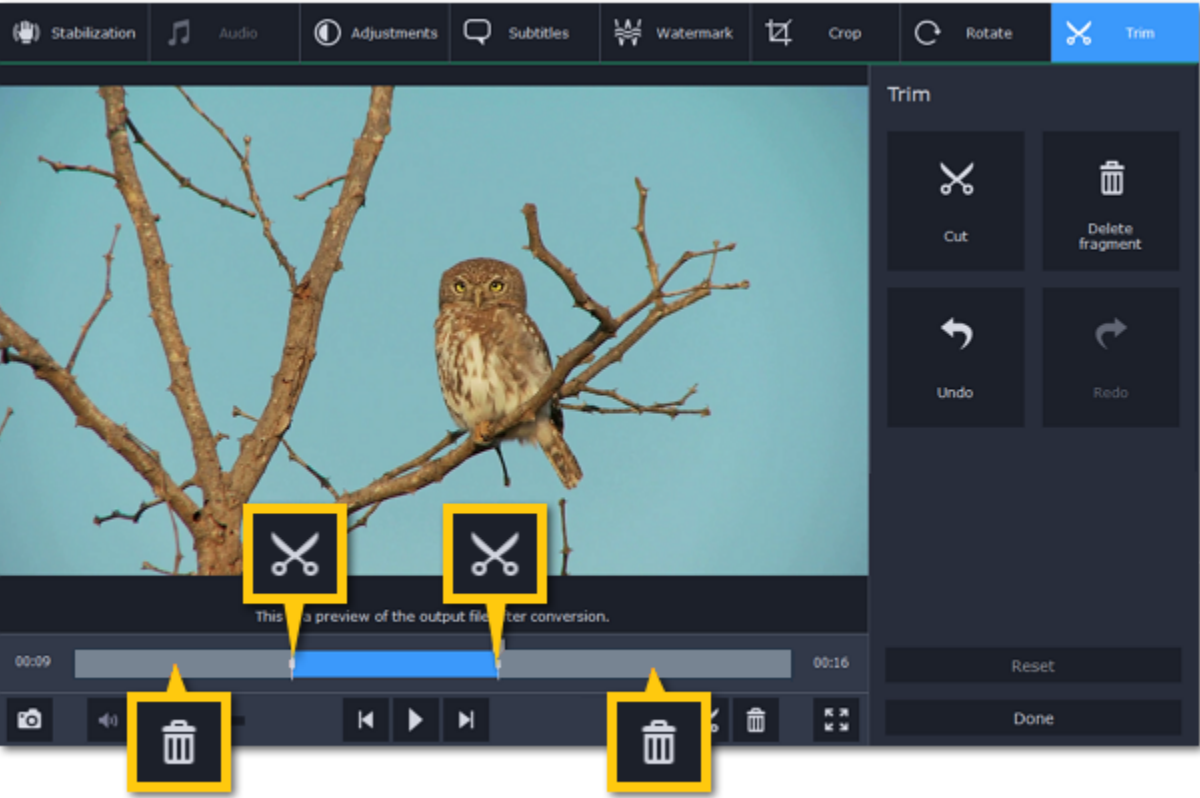 Stabilization
Audio
Adjustments
Subtitles
Watermark
Crop
Rotate
Trim
Trim
Cut
Delete
fragment
Undo
Redo
This a preview of the output file ter conversion.
00:09
00:16
Reset
Done